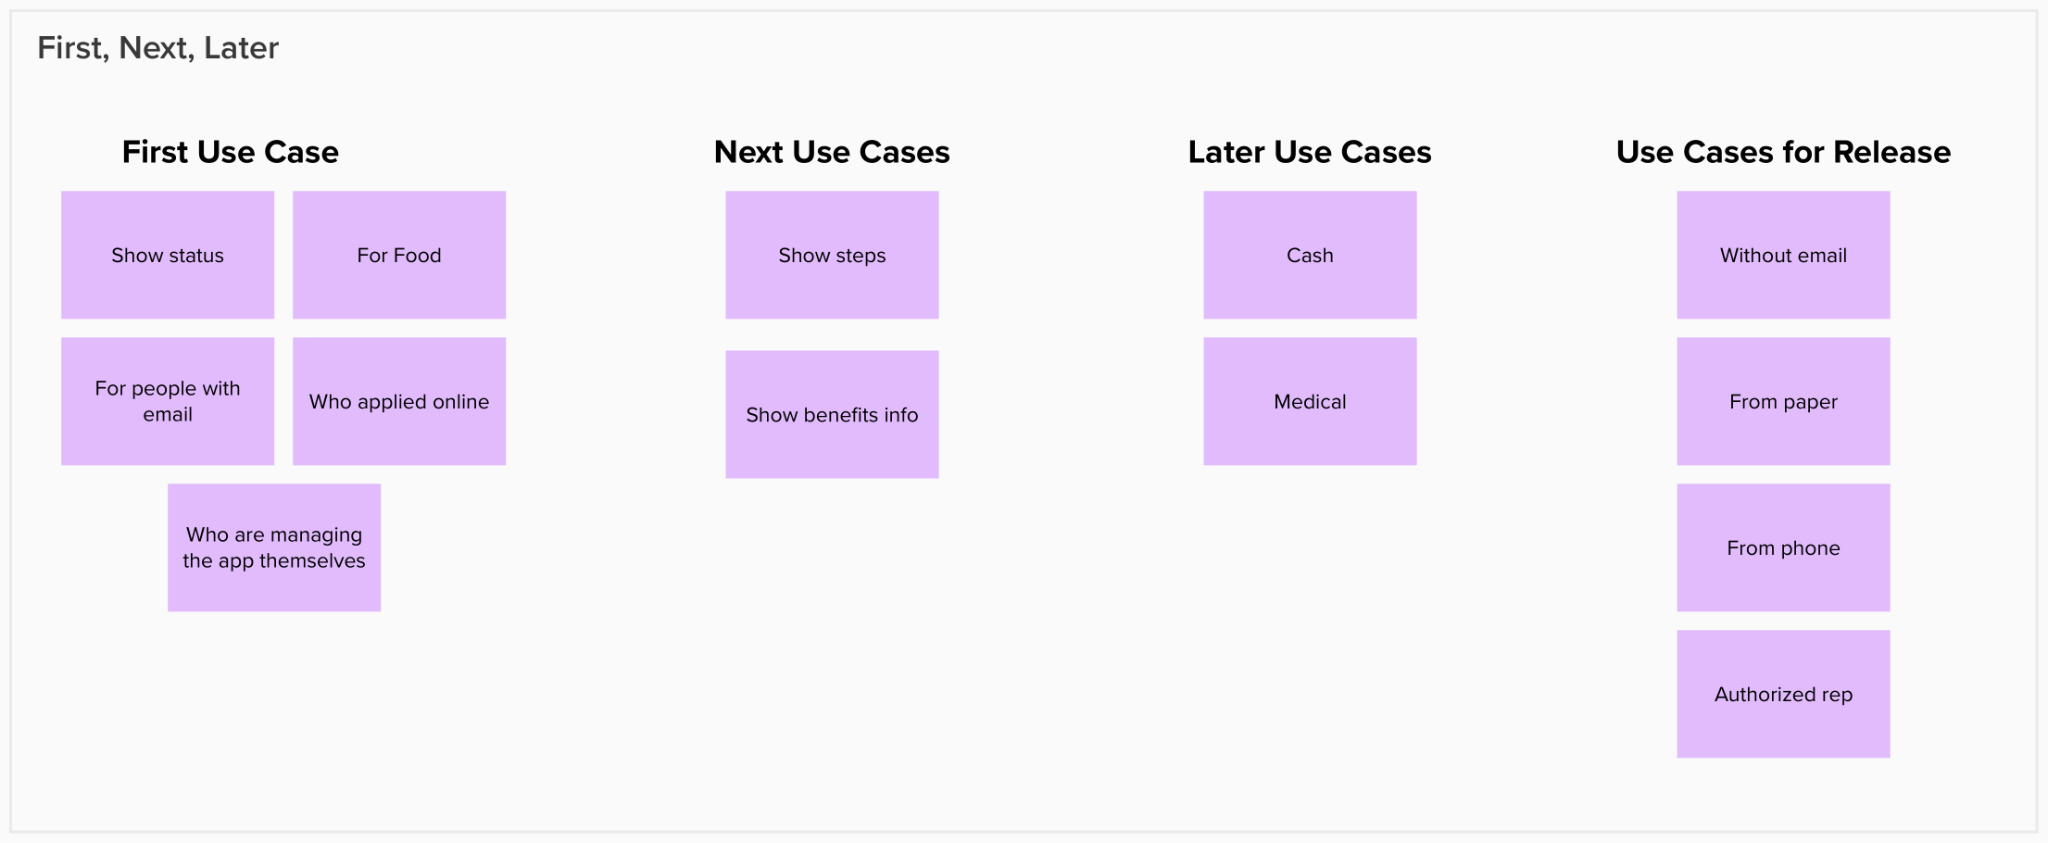 First, Next, Later
First Use Case
Show status
For Food
For people with
email
Who applied online
Who are managing
the app themselves
Next Use Cases
Show steps
Show benefits info
Later Use Cases
Cash
Medical
Use Cases for Release
Without email
From paper
From phone
Authorized rep